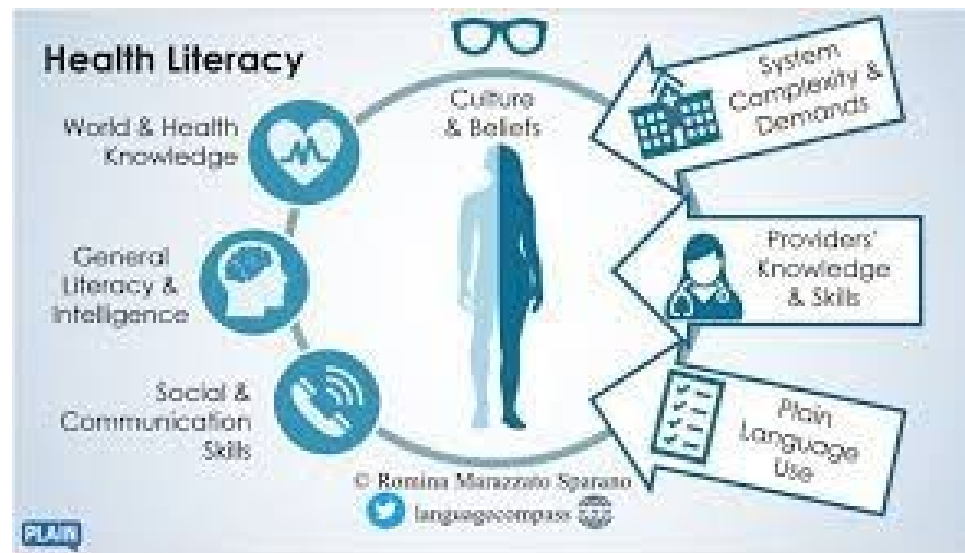 Health Literacy
World & Health
Knowledge
General
Literacy &
Intelligence
Social &
Communication
Skills
Culture
& Beliefs
System
Complexity &
Demands
Providers'
Knowledge
& Skills
Plain
Language
Use
© Romina Marazzato Sparano
languagecompass
PLAIN